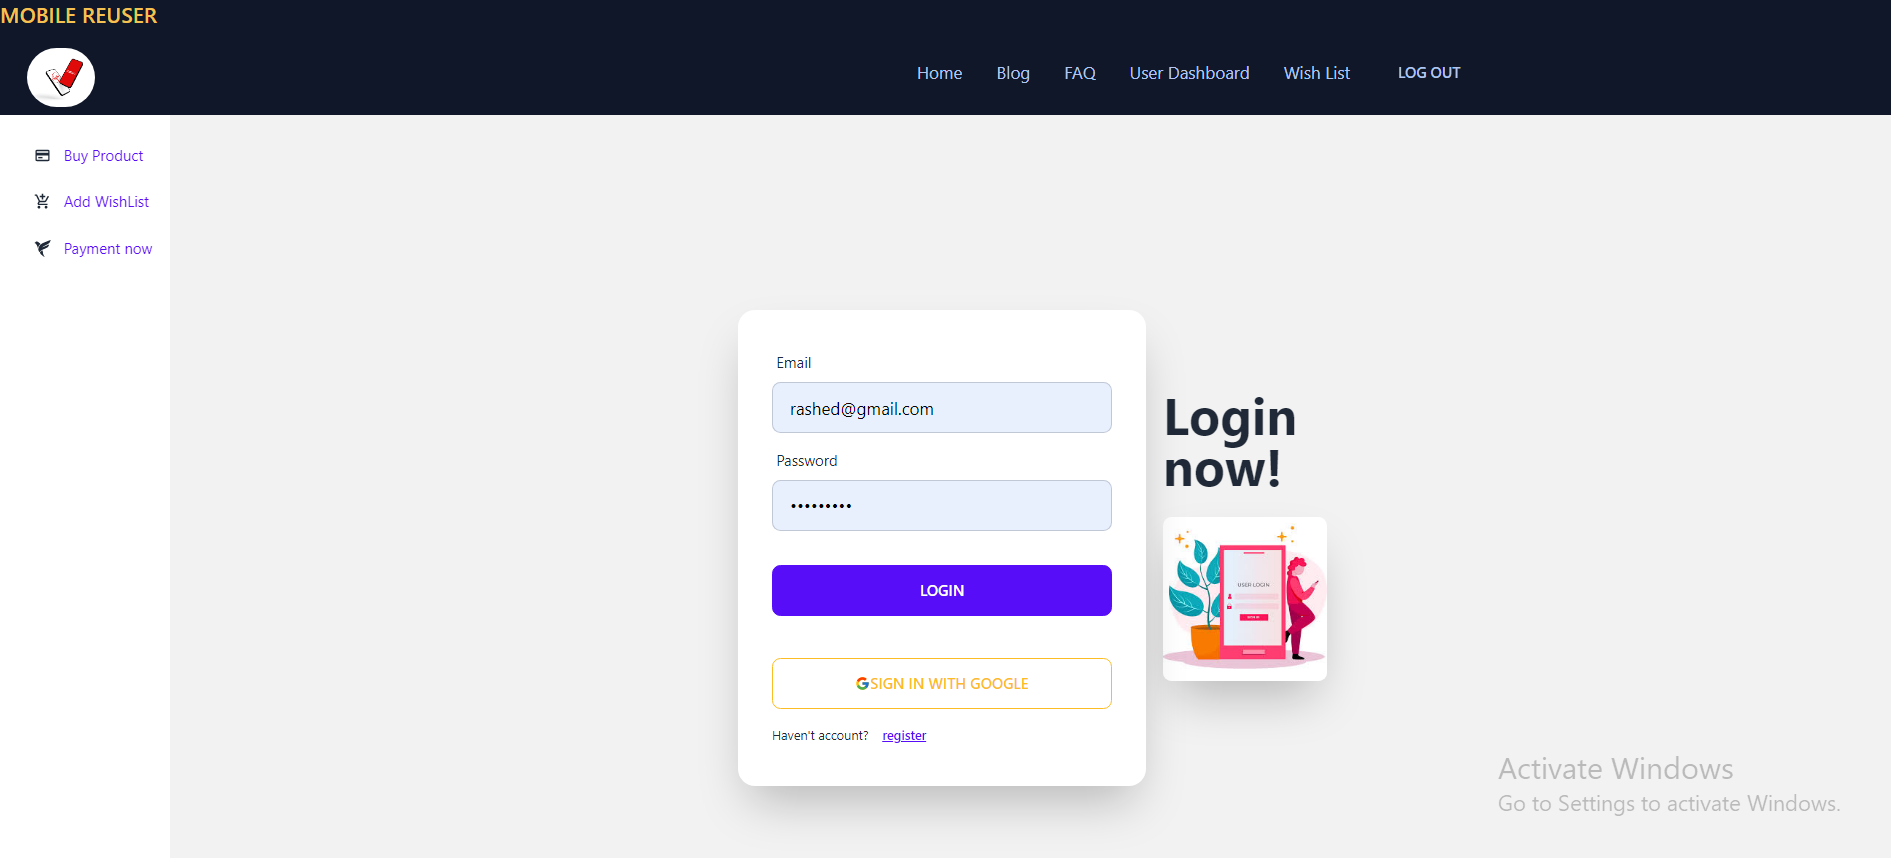 MOBILE REUSER
Home Blog FAQ User Dashboard Wish List LOG OUT
Buy Product
Add WishList
Payment now
Email
rashed@gmail.com
Password
•••••••••
LOGIN
SIGN IN WITH GOOGLE
Haven't account? register
Login
now!
USER LOGIN
SIGN IN
Activate Windows
Go to Settings to activate Windows.